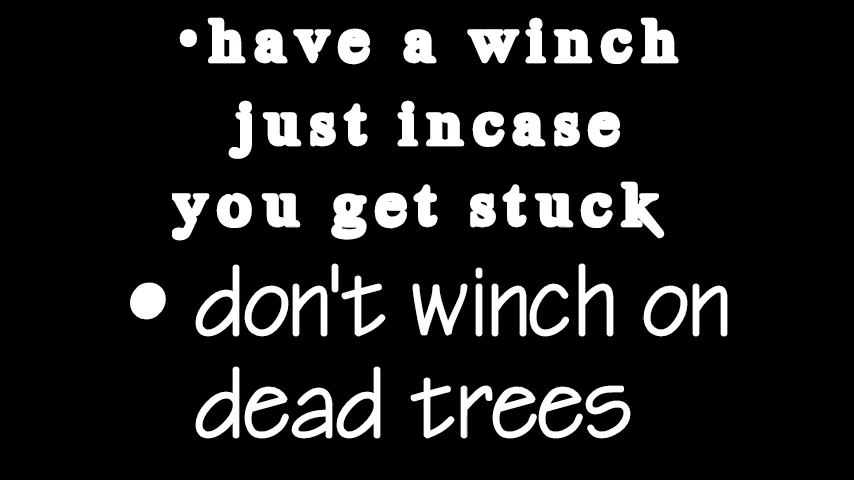 •have a winch
just incase
you get stuck
• don't winch on
dead trees